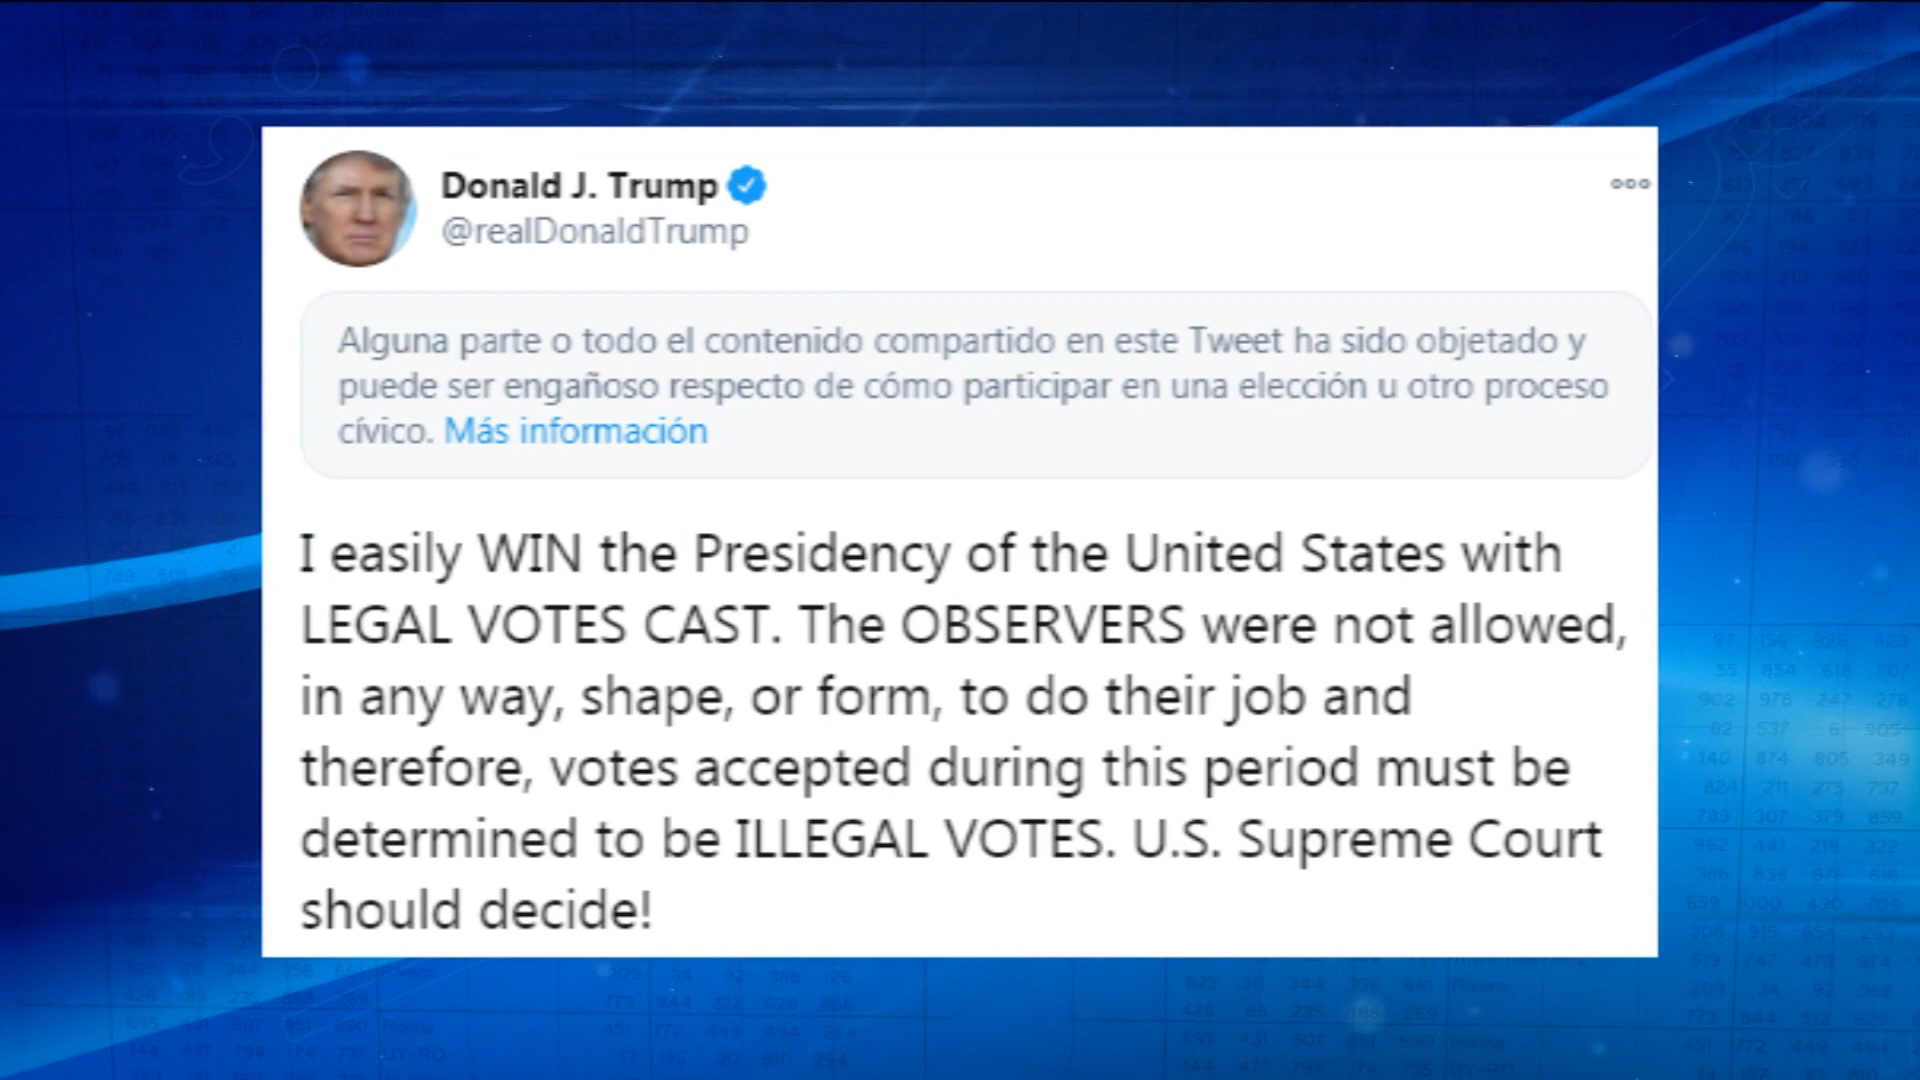 Donald J. Trump
@realDonaldTrump
Alguna parte o todo el contenido compartido en este Tweet ha sido objetado y
puede ser engañoso respecto de cómo participar en una elección u otro proceso
cívico. Más información
I easily WIN the Presidency of the United States with
LEGAL VOTES CAST. The OBSERVERS were not allowed,
in any way, shape, or form, to do their job and
therefore, votes accepted during this period must be
determined to be ILLEGAL VOTES. U.S. Supreme Court
should decide!